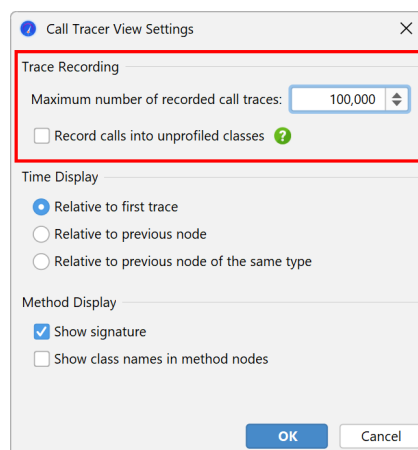 Call Tracer View Settings
Trace Recording
Maximum number of recorded call traces: 100,000
Record calls into unprofiled classes ?
Time Display
Relative to first trace
Relative to previous node
Relative to previous node of the same type
Method Display
Show signature
Show class names in method nodes
OK Cancel